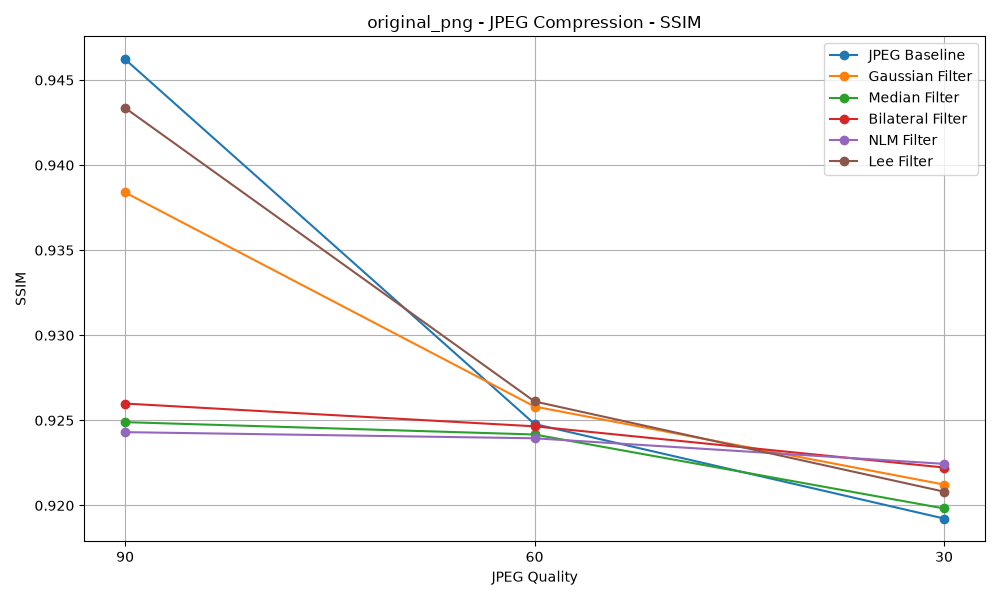 original_png - JPEG Compression - SSIM
JPEG Baseline
Gaussian Filter
Median Filter
Bilateral Filter
NLM Filter
Lee Filter
0.945
0.940
0.935
0.930
0.925
0.920
SSIM
90
60
30
JPEG Quality